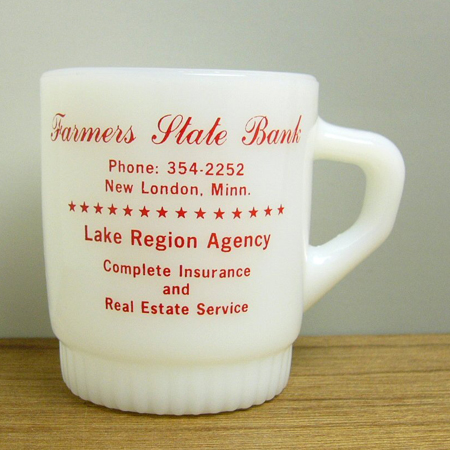 Farmers State Bank
Phone: 354-2252
New London, Minn.
Lake Region Agency
Complete Insurance
and
Real Estate Service